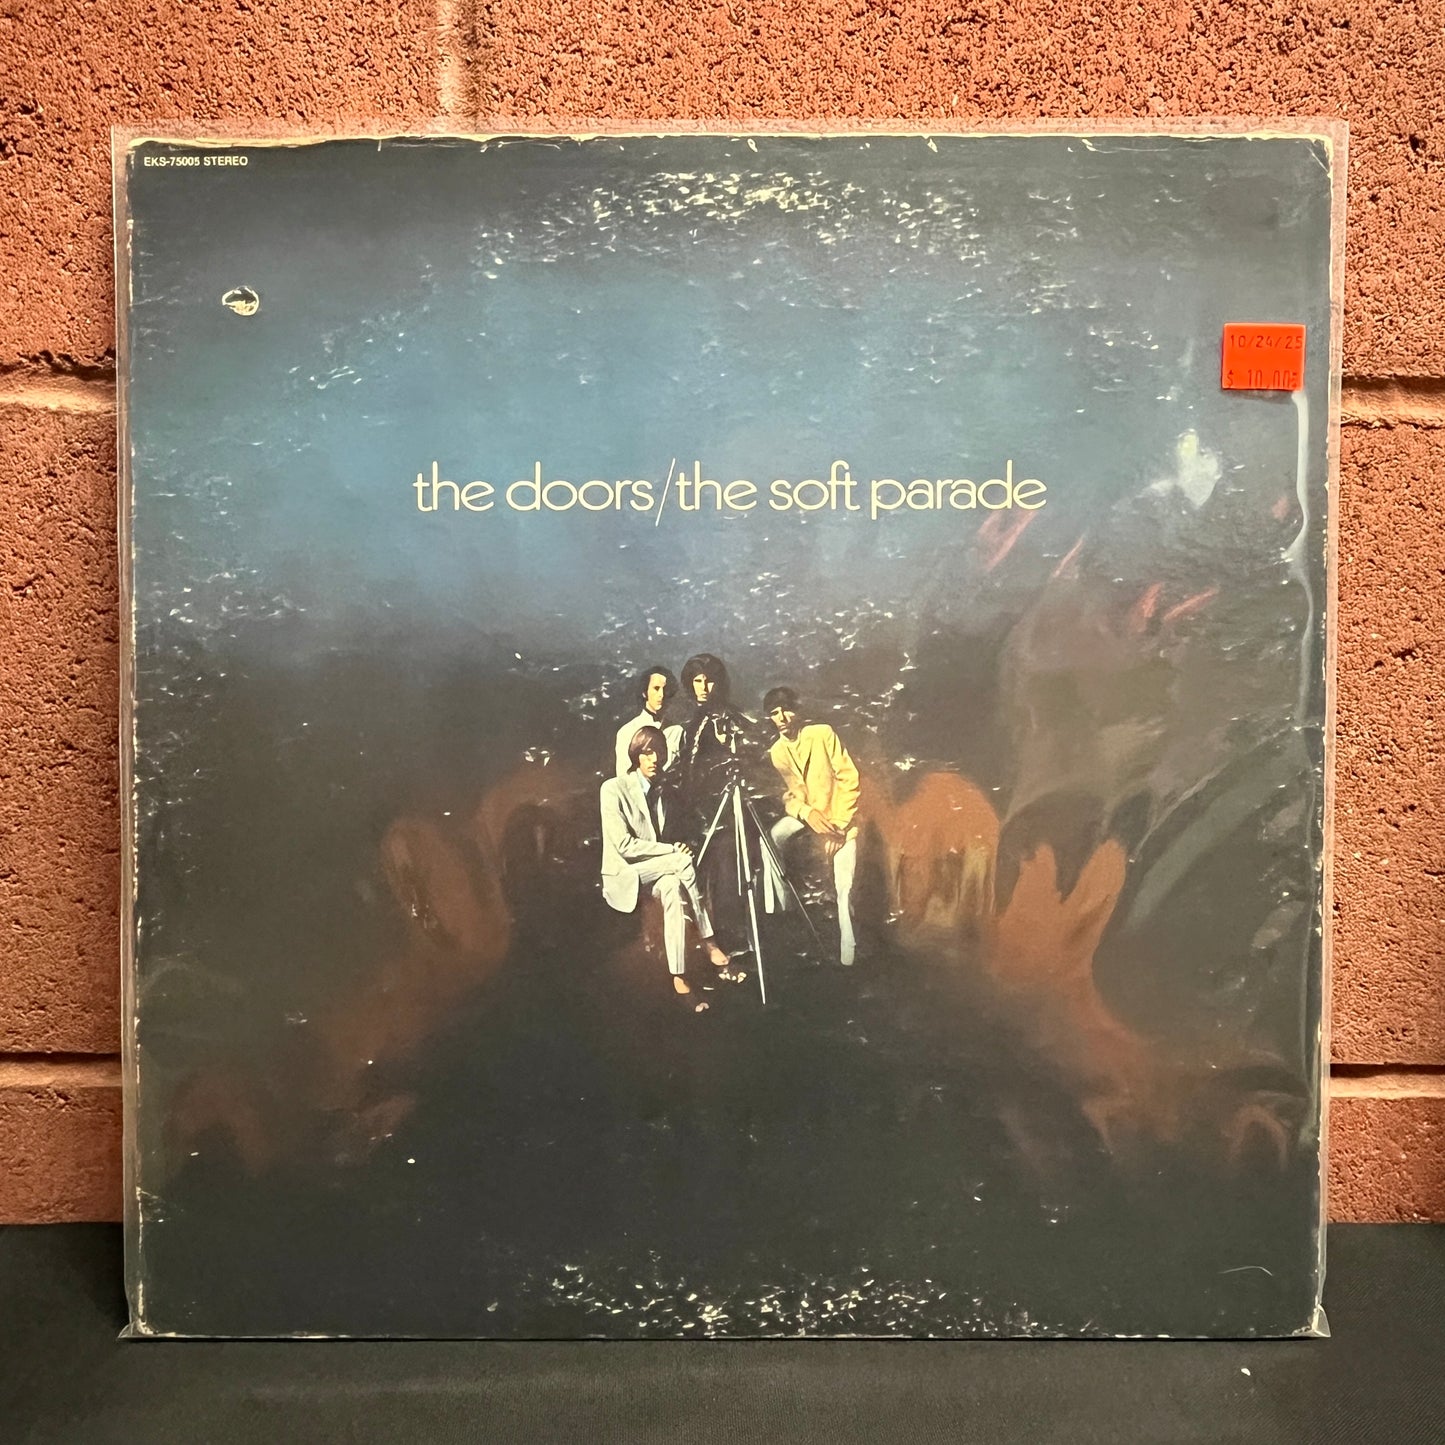 EKS-75005 STEREO
10/24/25
$ 10.00
the doors/the soft parade